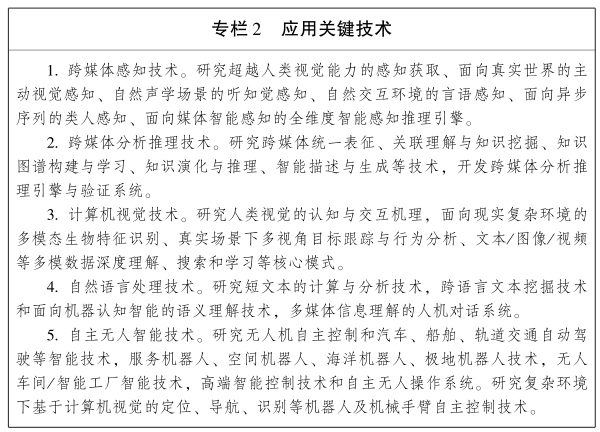 专栏2 应用关键技术
1. 跨媒体感知技术。研究超越人类视觉能力的感知获取、面向真实世界的主
动视觉感知、自然声学场景的听知觉感知、自然交互环境的言语感知、面向异步
序列的类人感知、面向媒体智能感知的全维度智能感知推理引擎。
2. 跨媒体分析推理技术。研究跨媒体统一表征、关联理解与知识挖掘、知识
图谱构建与学习、知识演化与推理、智能描述与生成等技术，开发跨媒体分析推
理引擎与验证系统。
3. 计算机视觉技术。研究人类视觉的认知与交互机理，面向现实复杂环境的
多模态生物特征识别、真实场景下多视角目标跟踪与行为分析、文本/图像/视频
等多模数据深度理解、搜索和学习等核心模式。
4. 自然语言处理技术。研究短文本的计算与分析技术，跨语言文本挖掘技术
和面向机器认知智能的语义理解技术，多媒体信息理解的人机对话系统。
5. 自主无人智能技术。研究无人机自主控制和汽车、船舶、轨道交通自动驾
驶等智能技术，服务机器人、空间机器人、海洋机器人、极地机器人技术，无人
车间/智能工厂智能技术，高端智能控制技术和自主无人操作系统。研究复杂环境
下基于计算机视觉的定位、导航、识别等机器人及机械手臂自主控制技术。